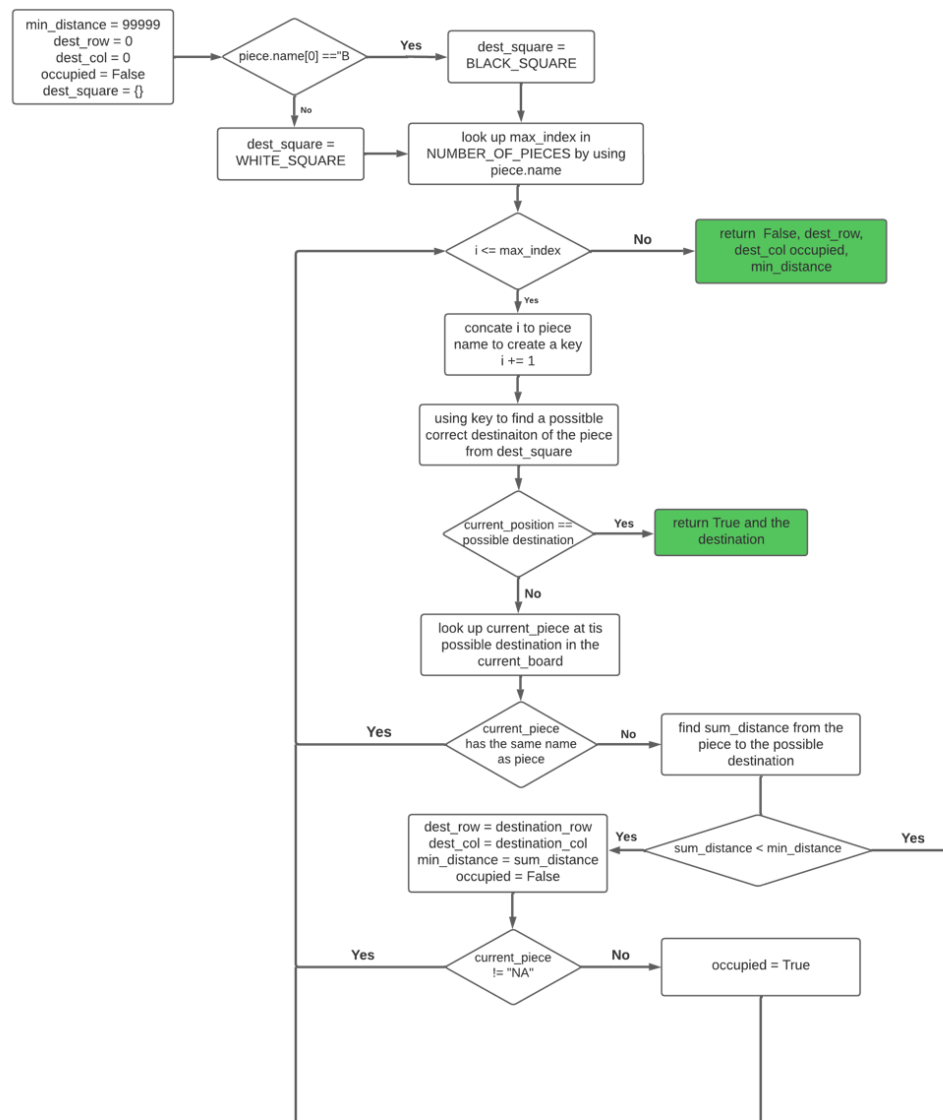 min_distance = 99999
dest_row = 0
dest_col = 0
occupied = False
dest_square = {}
piece.name[0] =="B
Yes
dest_square =
BLACK_SQUARE
No
dest_square =
WHITE_SQUARE
look up max_index in
NUMBER_OF_PIECES by using
piece.name
i <= max_index
No
return  False, dest_row,
dest_col occupied,
min_distance
Yes
concate i to piece
name to create a key
i += 1
using key to find a possitble
correct destinaiton of the piece
from dest_square
current_position ==
possible destination
Yes
return True and the
destination
No
look up current_piece at tis
possible destination in the
current_board
current_piece
has the same name
as piece
Yes
No
find sum_distance from the
piece to the possible
destination
sum_distance < min_distance
Yes
Yes
dest_row = destination_row
dest_col = destination_col
min_distance = sum_distance
occupied = False
current_piece
!= "NA"
Yes
No
occupied = True